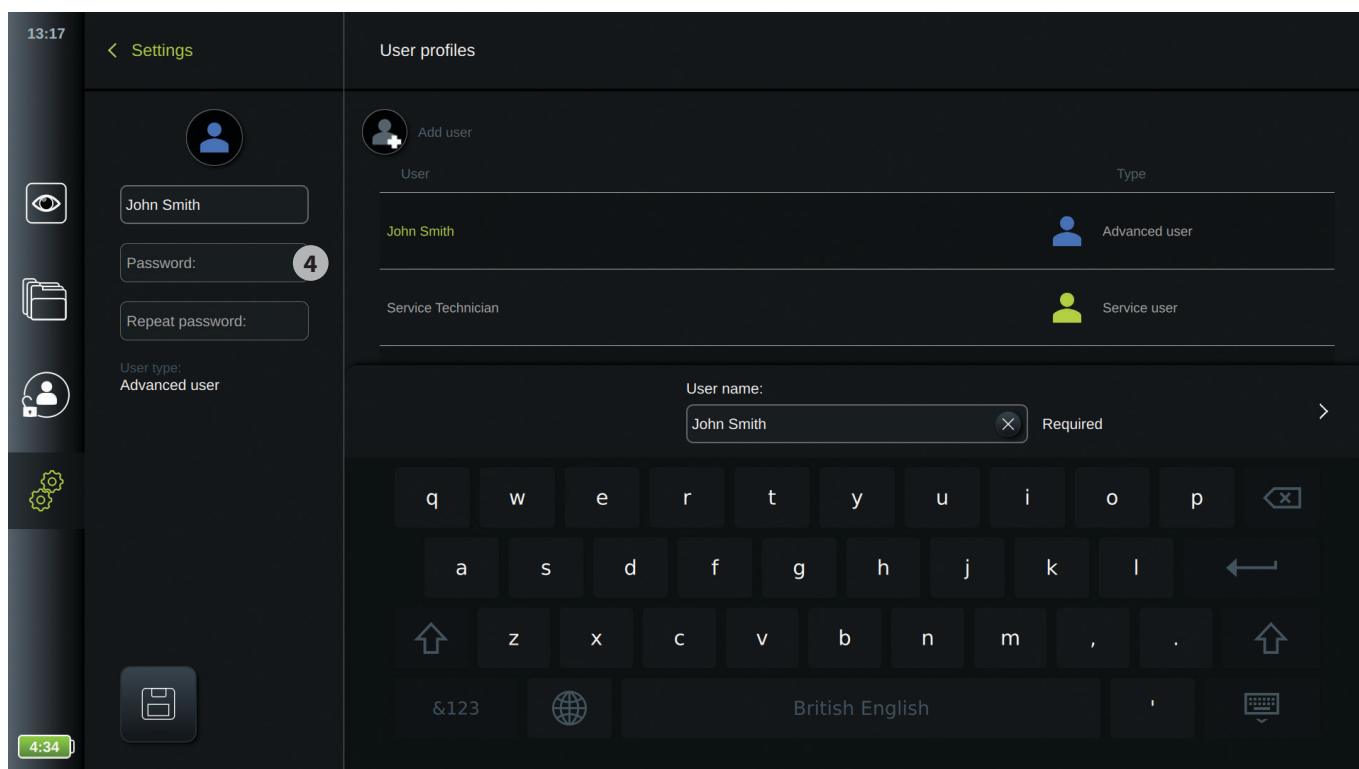 13:17
Settings
User profiles
Add user
User
Type
John Smith
John Smith
Advanced user
Password:
4
Service Technician
Service user
Repeat password:
User type:
Advanced user
User name:
John Smith
Required
q w e r t y u i o p
a s d f g h j k l
z x c v b n m , .
&123
British English
'
4:34